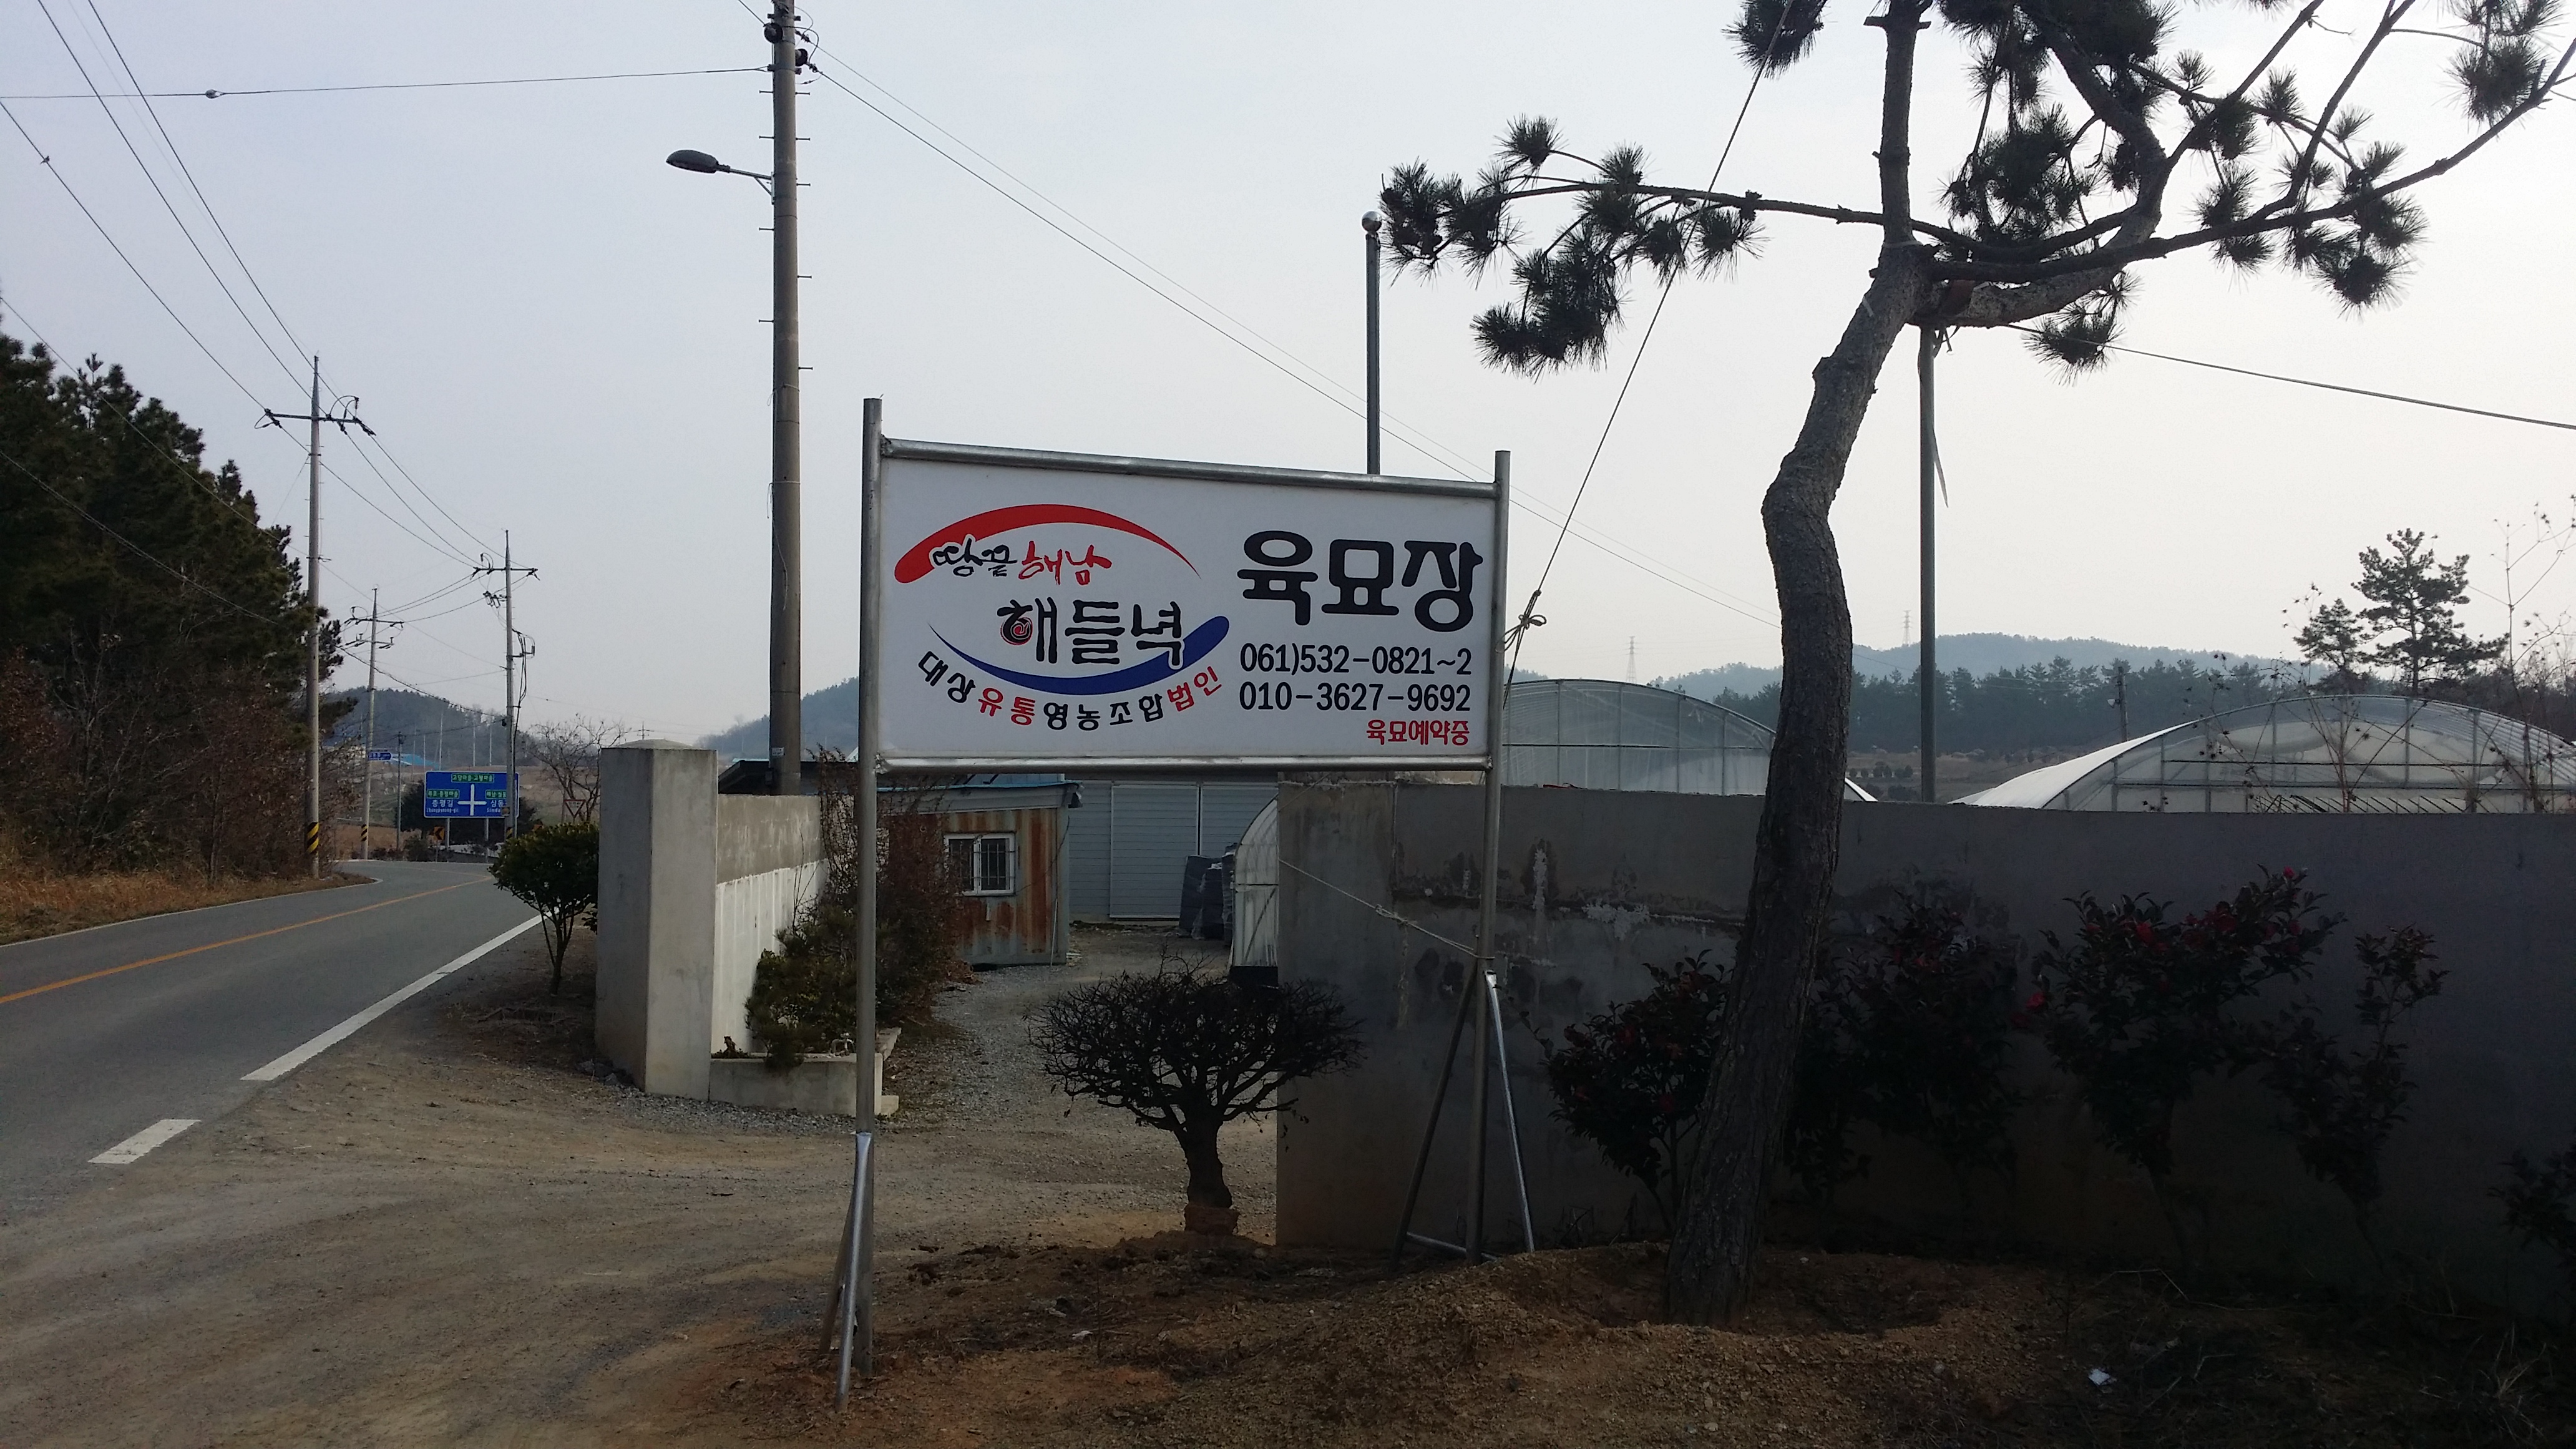 땅끝해남
해들녘
대상유통영농조합법인
육묘장
061)532-0821~2
010-3627-9692
육묘예약중